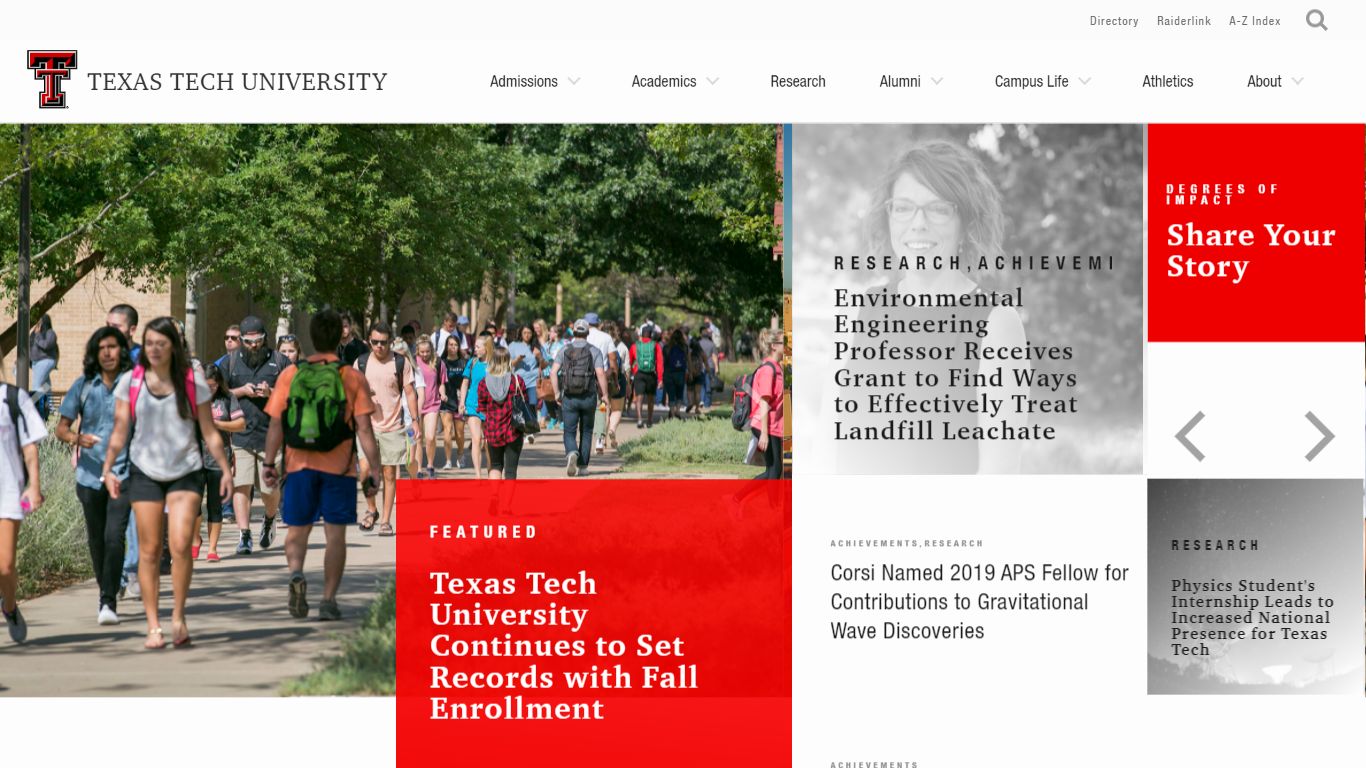 Directory Raiderlink A-Z Index
TEXAS TECH UNIVERSITY
Admissions Academics Research Alumni Campus Life Athletics About
FEATURED
Texas Tech
University
Continues to Set
Records with Fall
Enrollment
RESEARCH,ACHIEVEM
Environmental
Engineering
Professor Receives
Grant to Find Ways
to Effectively Treat
Landfill Leachate
ACHIEVEMENTS,RESEARCH
Corsi Named 2019 APS Fellow for
Contributions to Gravitational
Wave Discoveries
ACHIEVEMENTS
DEGREES OF
IMPACT
Share Your
Story
RESEARCH
Physics Student's
Internship Leads to
Increased National
Presence for Texas
Tech